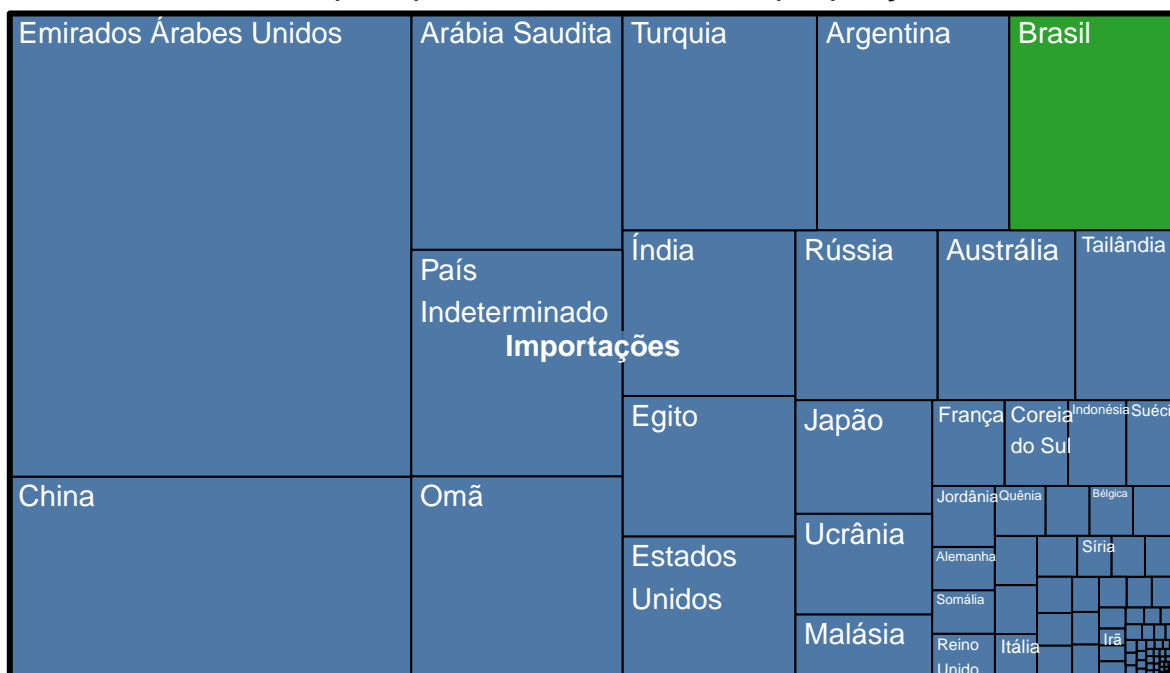 Emirados Árabes Unidos
Arábia Saudita
Turquia
Argentina
Brasil
País
Indeterminado
Importações
Índia
Rússia
Austrália
Tailândia
Egito
Japão
França
Coreia
do Sul
Indonésia
China
Omã
Estados
Unidos
Ucrânia
Malásia
Jordânia
Quênia
Bélgica
Alemanha
Síria
Somália
Reino
Unido
Itália
Irã